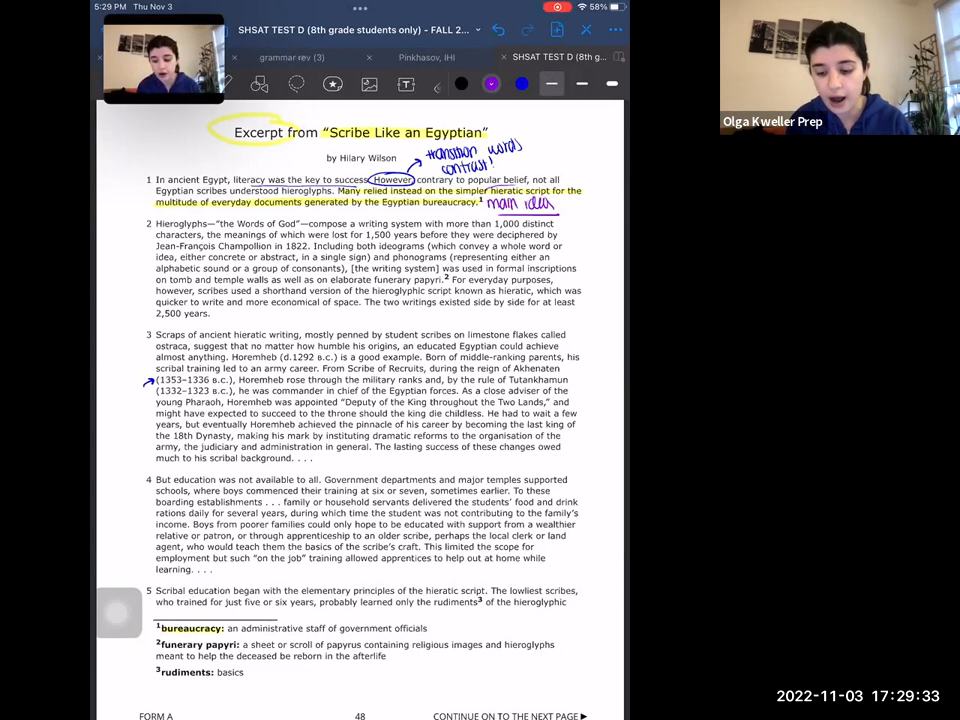 5:29 PM Thu Nov 3
58%
SHSAT TEST D (8th grade students only) - FALL 2...
grammar rev (3)
Pinkhasov, IHI
SHSAT TEST D (8th g...
Olga Kweller Prep
Excerpt from “Scribe Like an Egyptian”
by Hilary Wilson
transition words
contrast!
1 In ancient Egypt, literacy was the key to success. However, contrary to popular belief, not all
Egyptian scribes understood hieroglyphs. Many relied instead on the simpler hieratic script for the
multitude of everyday documents generated by the Egyptian bureaucracy.1
main idea
2 Hieroglyphs—“the Words of God”—compose a writing system with more than 1,000 distinct
characters, the meanings of which were lost for 1,500 years before they were deciphered by
Jean-François Champollion in 1822. Including both ideograms (which convey a whole word or
idea, either concrete or abstract, in a single sign) and phonograms (representing either an
alphabetic sound or a group of consonants), [the writing system] was used in formal inscriptions
on tomb and temple walls as well as on elaborate funerary papyri.2 For everyday purposes,
however, scribes used a shorthand version of the hieroglyphic script known as hieratic, which was
quicker to write and more economical of space. The two writings existed side by side for at least
2,500 years.
3 Scraps of ancient hieratic writing, mostly penned by student scribes on limestone flakes called
ostraca, suggest that no matter how humble his origins, an educated Egyptian could achieve
almost anything. Horemheb (d.1292 B.C.) is a good example. Born of middle-ranking parents, his
scribal training led to an army career. From Scribe of Recruits, during the reign of Akhenaten
(1353–1336 B.C.), Horemheb rose through the military ranks and, by the rule of Tutankhamun
(1332–1323 B.C.), he was commander in chief of the Egyptian forces. As a close adviser of the
young Pharaoh, Horemheb was appointed “Deputy of the King throughout the Two Lands,” and
might have expected to succeed to the throne should the king die childless. He had to wait a few
years, but eventually Horemheb achieved the pinnacle of his career by becoming the last king of
the 18th Dynasty, making his mark by instituting dramatic reforms to the organisation of the
army, the judiciary and administration in general. The lasting success of these changes owed
much to his scribal background. . . .
4 But education was not available to all. Government departments and major temples supported
schools, where boys commenced their training at six or seven, sometimes earlier. To these
boarding establishments . . . family or household servants delivered the students’ food and drink
rations daily for several years, during which time the student was not contributing to the family’s
income. Boys from poorer families could only hope to be educated with support from a wealthier
relative or patron, or through apprenticeship to an older scribe, perhaps the local clerk or land
agent, who would teach them the basics of the scribe’s craft. This limited the scope for
employment but such “on the job” training allowed apprentices to help out at home while
learning. . . .
5 Scribal education began with the elementary principles of the hieratic script. The lowliest scribes,
who trained for just five or six years, probably learned only the rudiments3 of the hieroglyphic
1bureaucracy: an administrative staff of government officials
2funerary papyri: a sheet or scroll of papyrus containing religious images and hieroglyphs
meant to help the deceased be reborn in the afterlife
3rudiments: basics
FORM A
48
CONTINUE ON TO THE NEXT PAGE ▶
2022-11-03 17:29:33